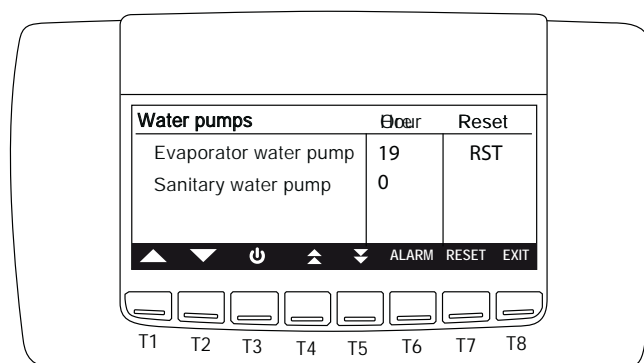 Water pumps Reset
Evaporator water pump 19 RST
Sanitary water pump 0
ALARM RESET EXIT
T1 T2 T3 T4 T5 T6 T7 T8